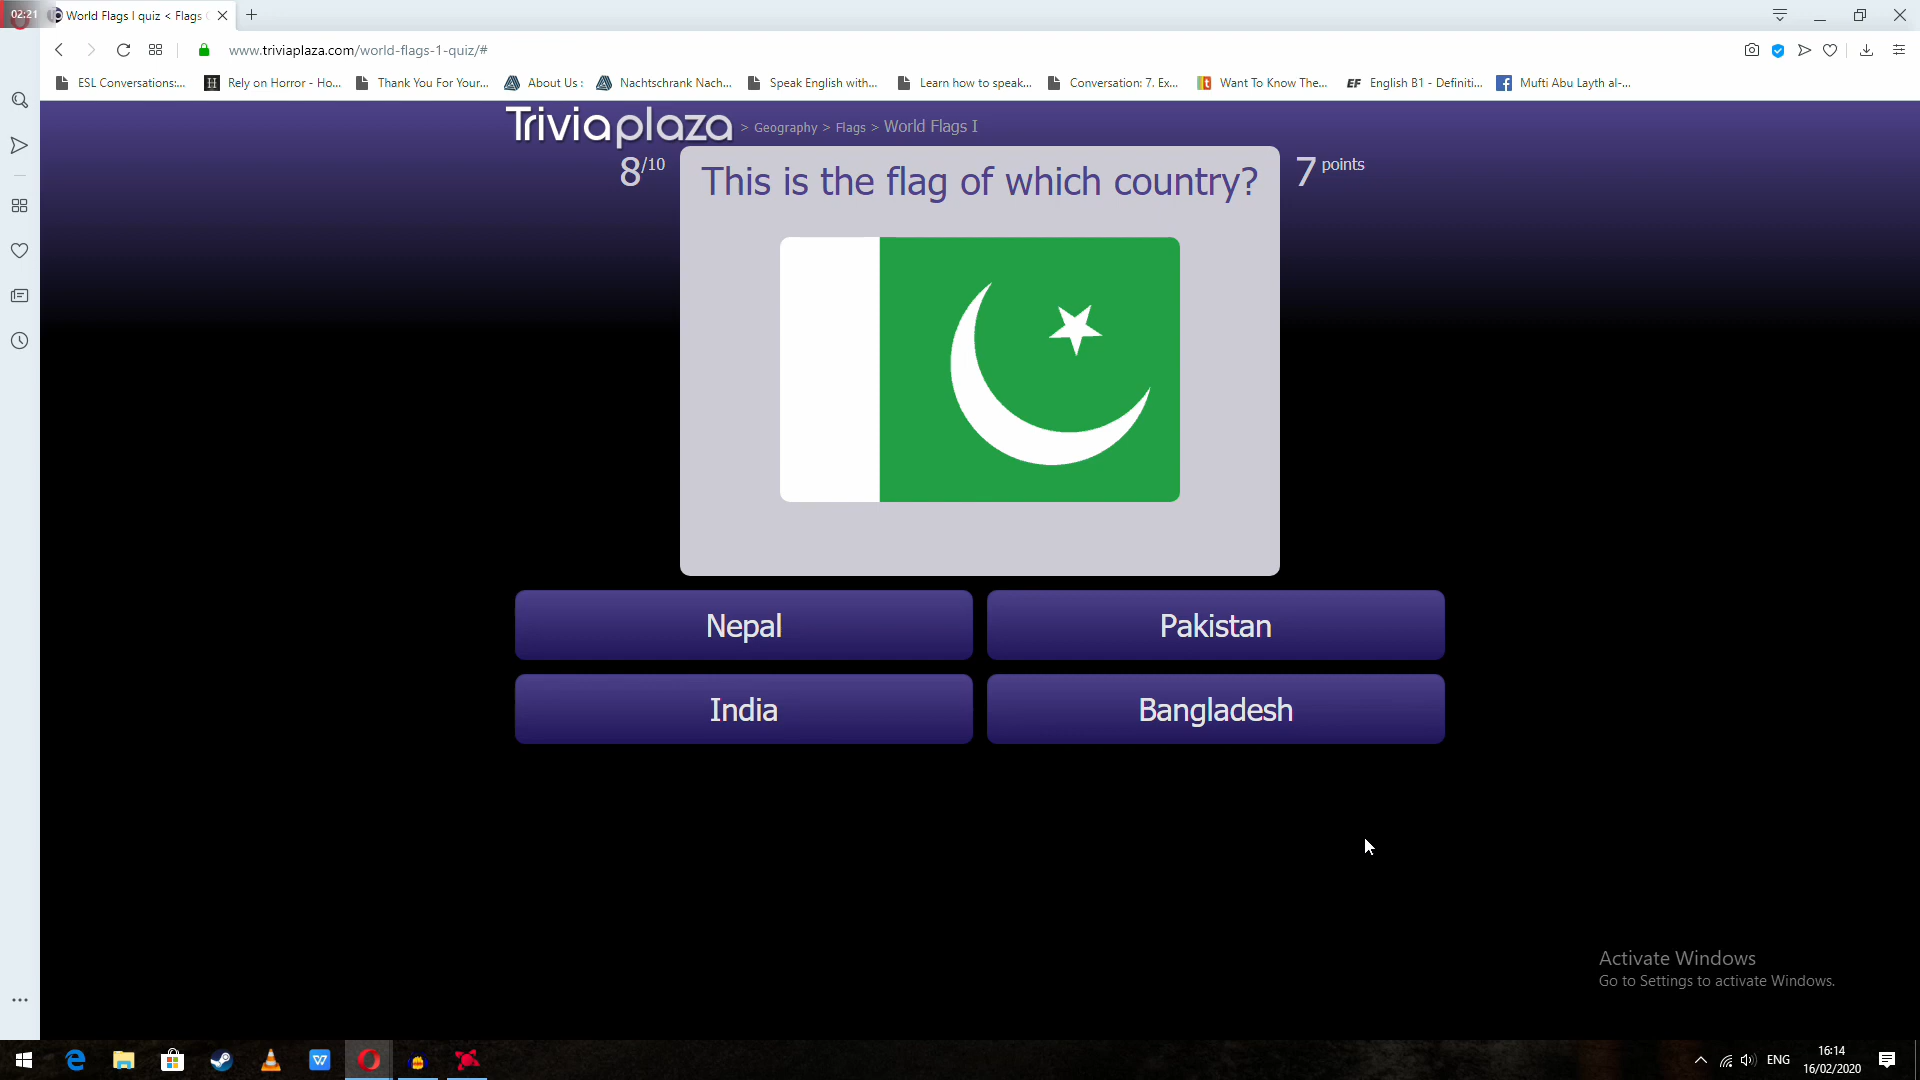 02:21
World Flags I quiz < Flags
www.triviaplaza.com/world-flags-1-quiz/#
ESL Conversations:...
Rely on Horror - Ho...
Thank You For Your...
About Us :
Nachtschrank Nach...
Speak English with...
Learn how to speak...
Conversation: 7. Ex...
Want To Know The...
EF English B1 - Definiti...
Mufti Abu Layth al-...
Triviaplaza > Geography > Flags > World Flags I
8/10
This is the flag of which country?
7 points
Nepal
Pakistan
India
Bangladesh
Activate Windows
Go to Settings to activate Windows.
ENG
16:14
16/02/2020